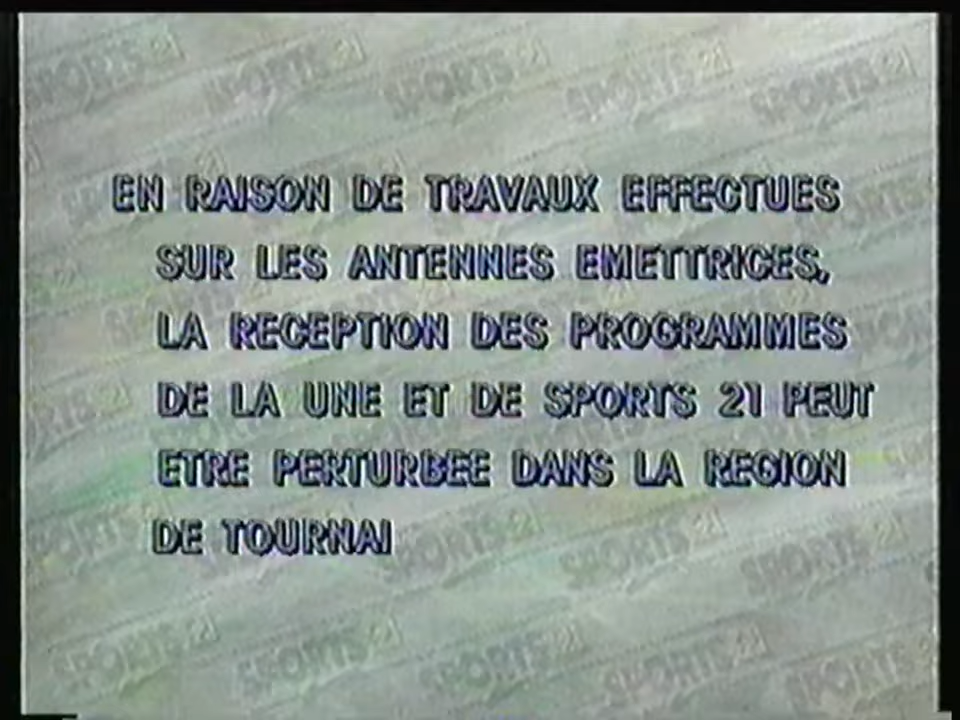 EN RAISON DE TRAVAUX EFFECTUES
SUR LES ANTENNES EMETTRICES,
LA RECEPTION DES PROGRAMMES
DE LA UNE ET DE SPORTS 21 PEUT
ETRE PERTURBEE DANS LA REGION
DE TOURNAI